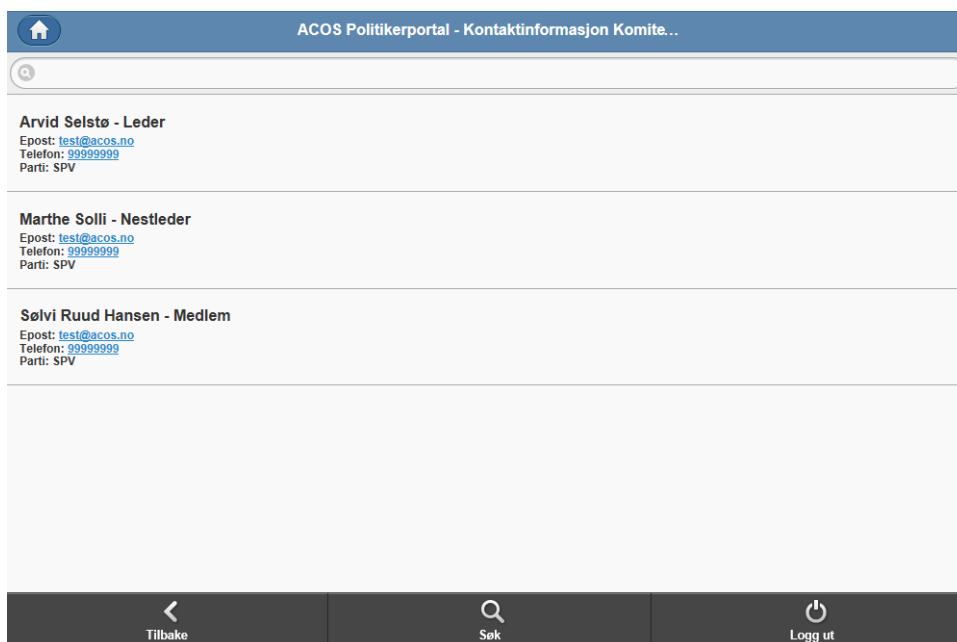 ACOS Politikerportal - Kontaktinformasjon Komite...
Arvid Selstø - Leder
Epost: test@acos.no
Telefon: 99999999
Parti: SPV
Marthe Solli - Nestleder
Epost: test@acos.no
Telefon: 99999999
Parti: SPV
Sølvi Ruud Hansen - Medlem
Epost: test@acos.no
Telefon: 99999999
Parti: SPV
Tilbake
Søk
Logg ut